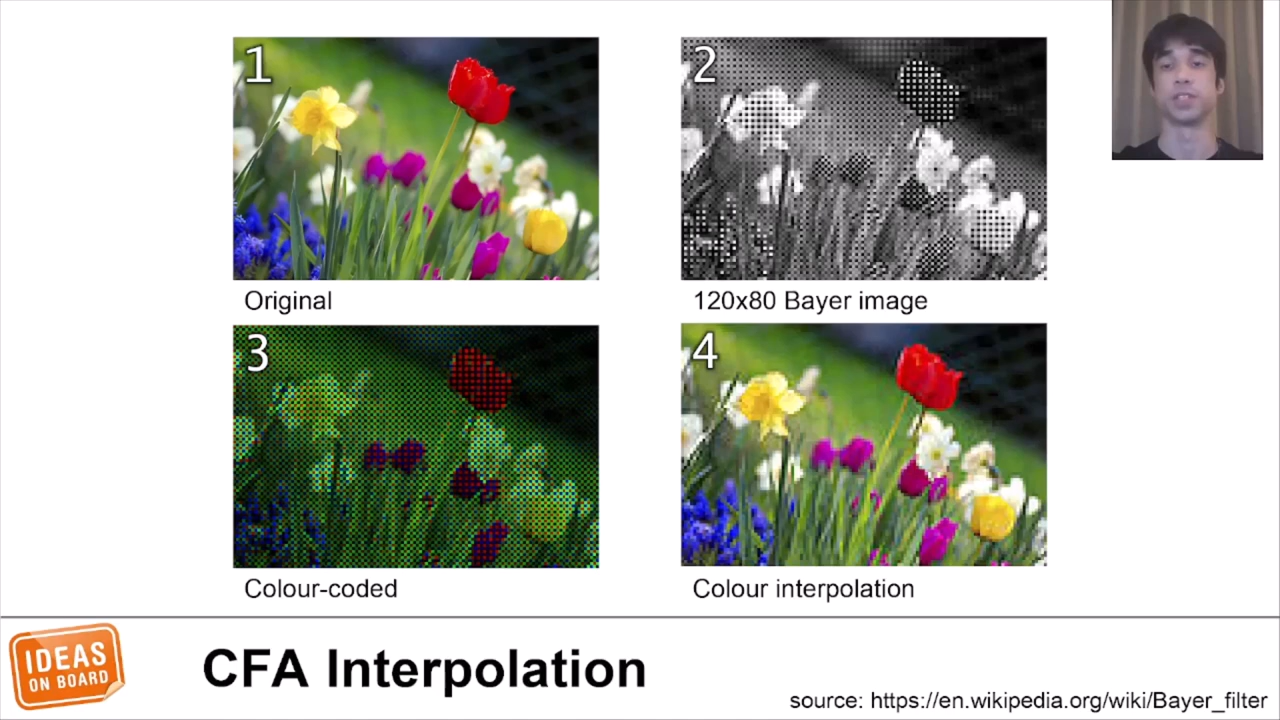 1
Original
2
120x80 Bayer image
3
Colour-coded
4
Colour interpolation
IDEAS
ON BOARD
CFA Interpolation
source: https://en.wikipedia.org/wiki/Bayer_filter